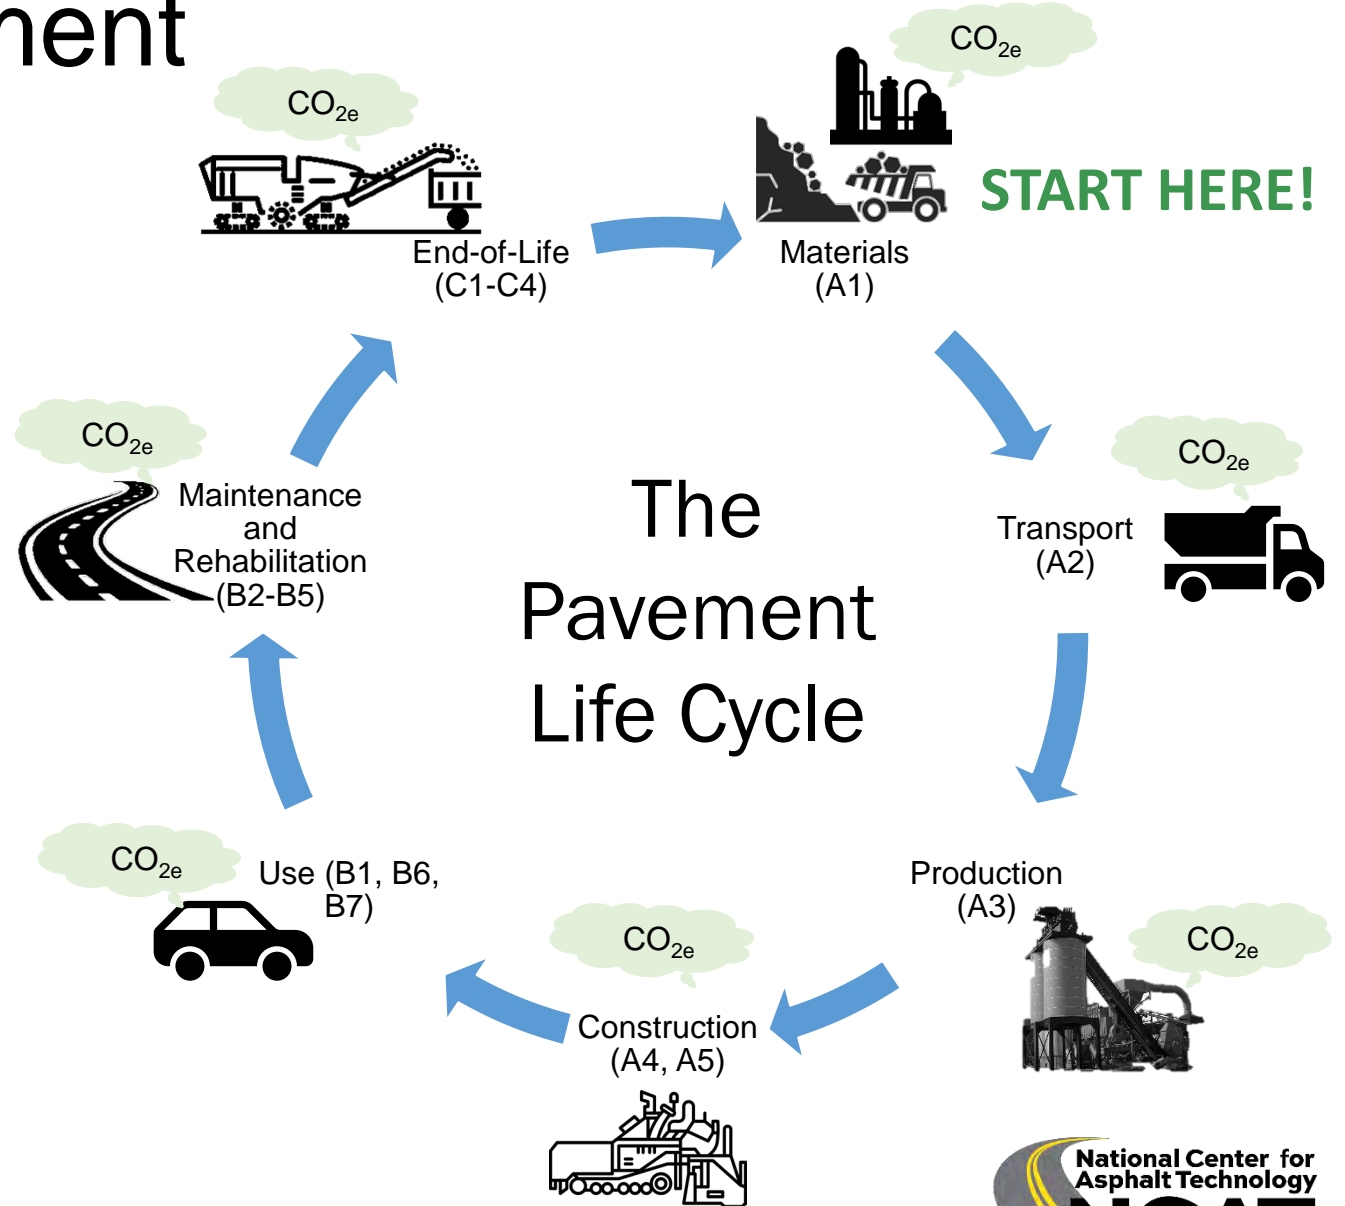 CO2e
CO2e
START HERE!
End-of-Life
(C1-C4)
Materials
(A1)
CO2e
CO2e
Maintenance
and
Rehabilitation
(B2-B5)
Transport
(A2)
The
Pavement
Life Cycle
CO2e
Use (B1, B6,
B7)
Production
(A3)
CO2e
CO2e
Construction
(A4, A5)
National Center for
Asphalt Technology